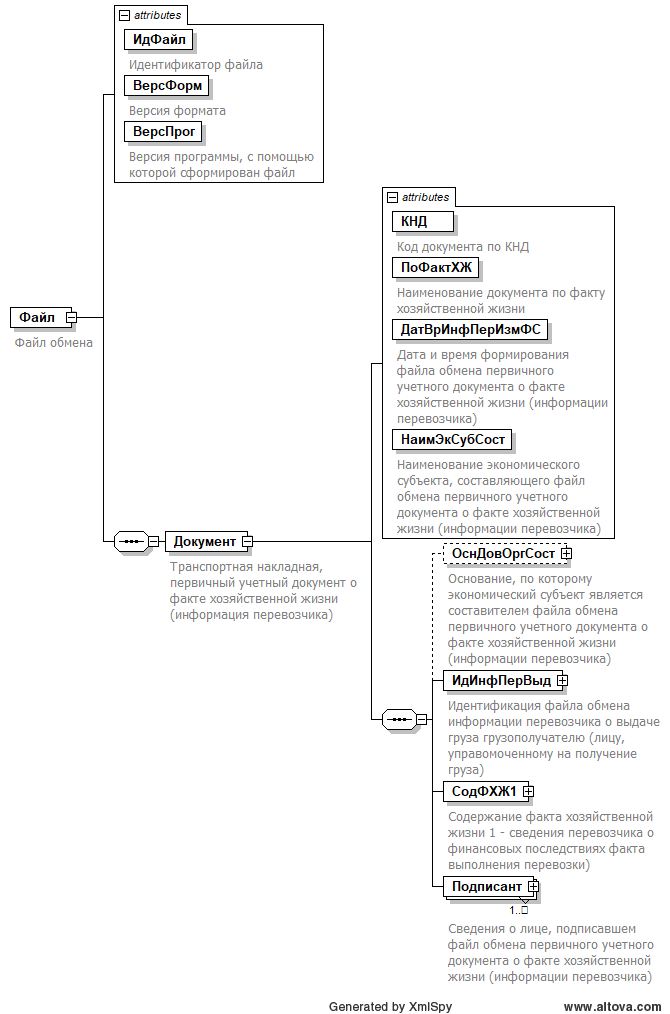 attributes
ИдФайл
Идентификатор файла
ВерсФорм
Версия формата
ВерсПрог
Версия программы, с помощью
которой сформирован файл
Файл
Файл обмена
attributes
КНД
Код документа по КНД
ПоФактХЖ
Наименование документа по факту
хозяйственной жизни
ДатВрИнфПерИзмФС
Дата и время формирования
файла обмена первичного
учетного документа о факте
хозяйственной жизни (информации
перевозчика)
НаимЭкСубСост
Наименование экономического
субъекта, составляющего файл
обмена первичного учетного
документа о факте хозяйственной
жизни (информации перевозчика)
Документ
Транспортная накладная,
первичный учетный документ о
факте хозяйственной жизни
(информация перевозчика)
ОснДовОргСост
Основание, по которому
экономический субъект является
составителем файла обмена
первичного учетного документа о
факте хозяйственной жизни
(информации перевозчика)
ИдИнфПерВыд
Идентификация файла обмена
информации перевозчика о выдаче
груза грузополучателю (лицу,
управомоченному на получение
груза)
СодФХЖ1
Содержание факта хозяйственной
жизни 1 - сведения перевозчика о
финансовых последствиях факта
выполнения перевозки)
Подписант
1..
Сведения о лице, подписавшем
файл обмена первичного учетного
документа о факте хозяйственной
жизни (информации перевозчика)
Generated by XmlSpy
www.altova.com